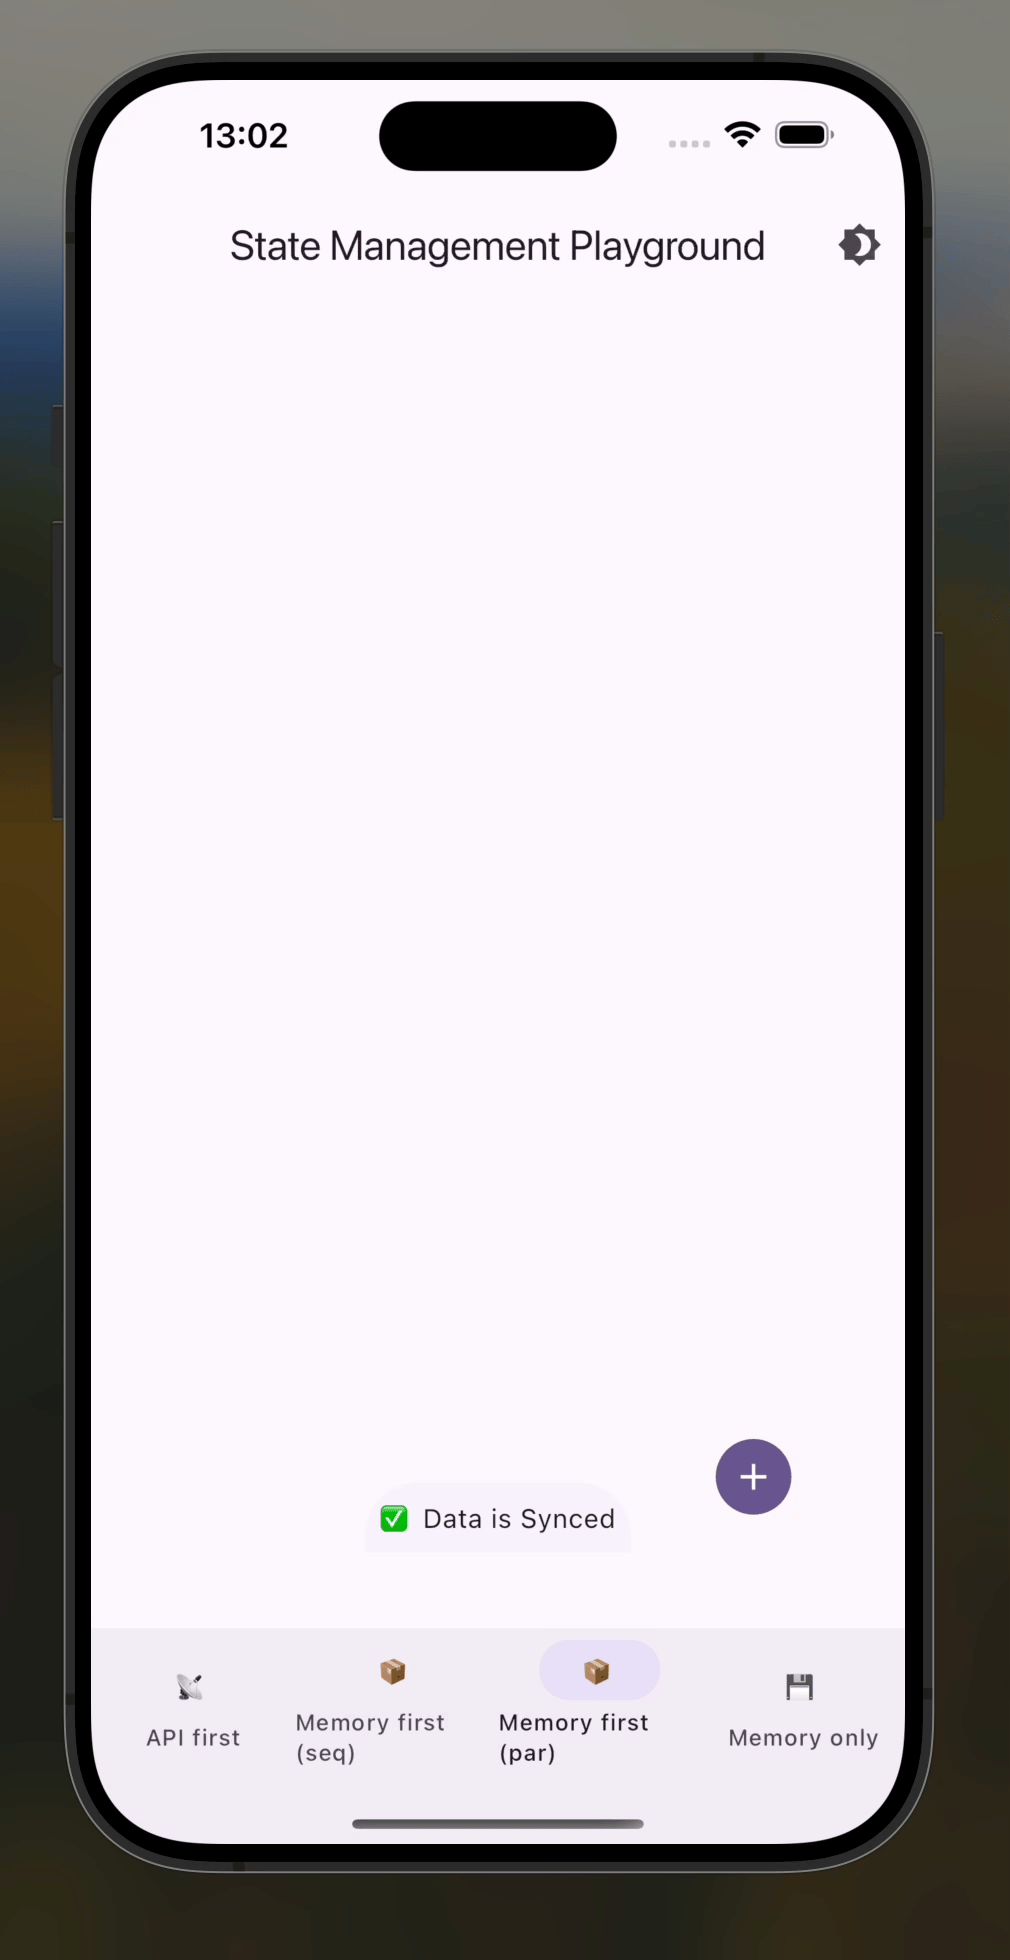 13:02
State Management Playground
✅ Data is Synced
API first
Memory first
(seq)
Memory first
(par)
Memory only